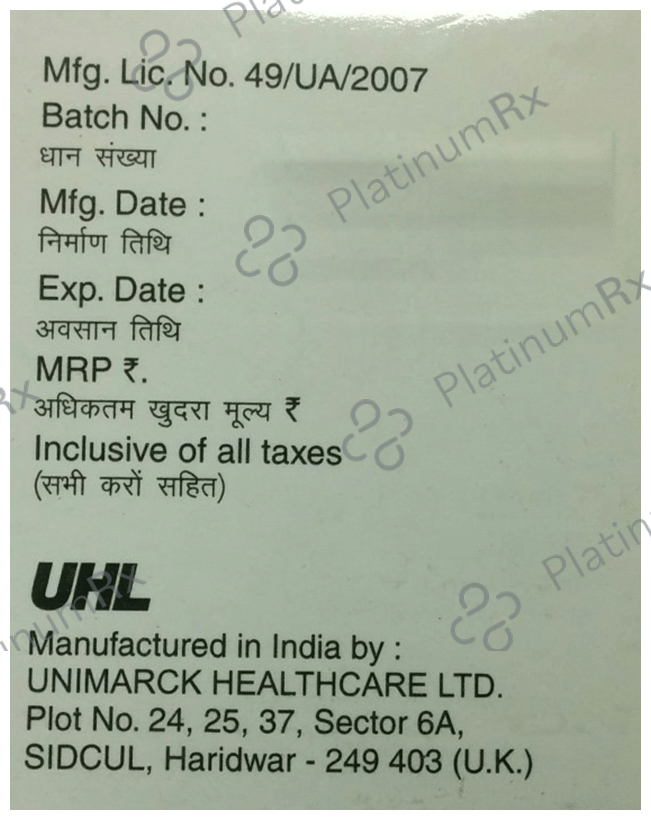 Mfg. Lic. No. 49/UA/2007
Batch No. :
धान संख्या
Mfg. Date :
निर्माण तिथि
Exp. Date :
अवसान तिथि
MRP ₹.
अधिकतम खुदरा मूल्य ₹
Inclusive of all taxes
(सभी करों सहित)
UHL
Manufactured in India by :
UNIMARCK HEALTHCARE LTD.
Plot No. 24, 25, 37, Sector 6A,
SIDCUL, Haridwar - 249 403 (U.K.)
PlatinumRx
PlatinumRx